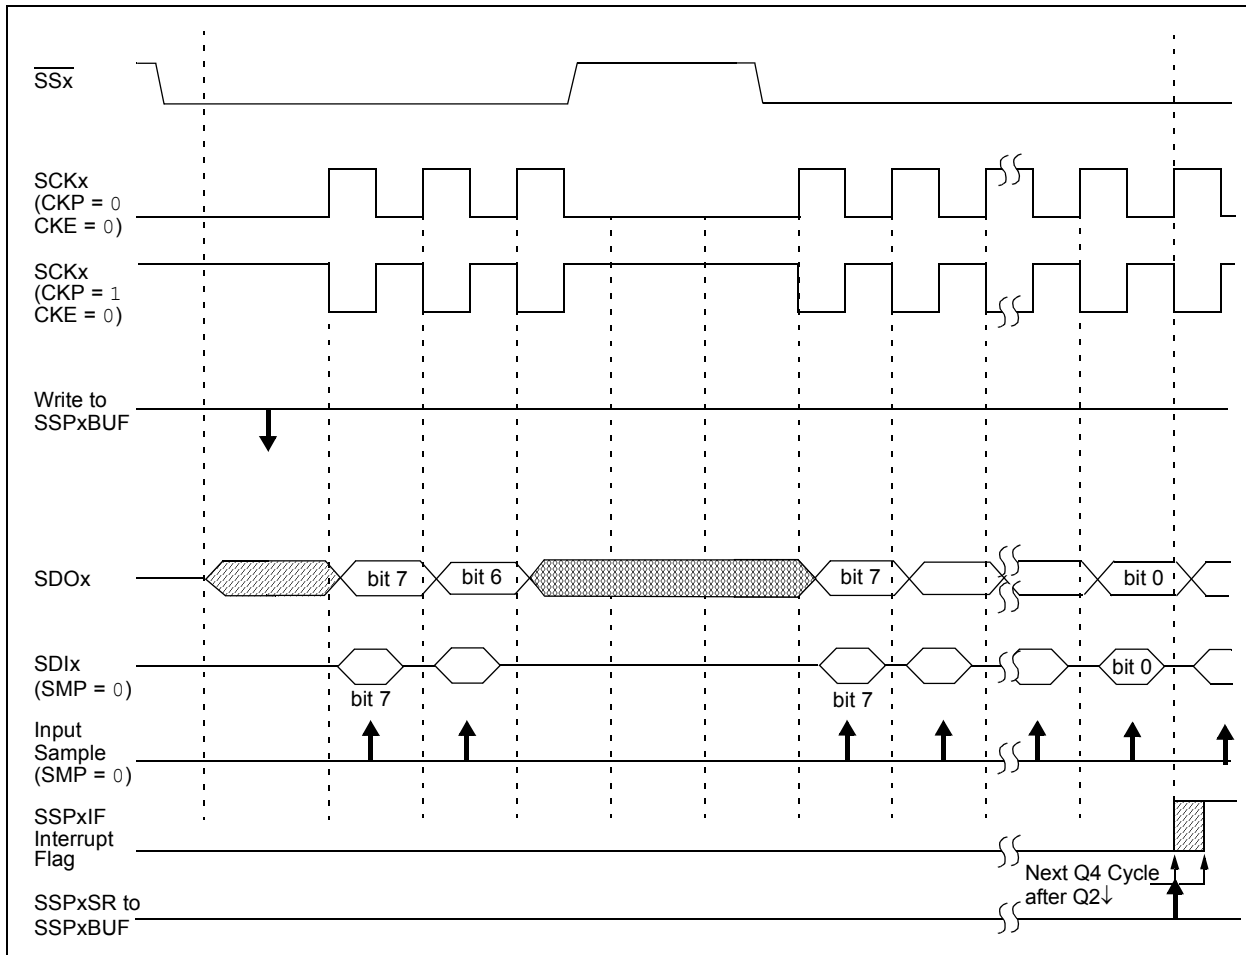 SSx
SCKx
(CKP = 0
CKE = 0)
SCKx
(CKP = 1
CKE = 0)
Write to
SSPxBUF
SDOx
bit 7
bit 6
bit 7
bit 0
SDIx
(SMP = 0)
bit 7
bit 7
bit 0
Input
Sample
(SMP = 0)
SSPxIF
Interrupt
Flag
Next Q4 Cycle
after Q2↓
SSPxSR to
SSPxBUF